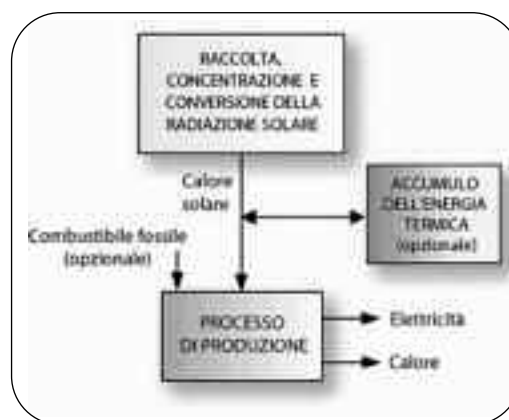 RACCOLTA,
CONCENTRAZIONE E
CONVERSIONE DELLA
RADIAZIONE SOLARE
Calore
solare
ACCUMULO
DELL'ENERGIA
TERMICA
(opzionale)
Combustibile fossile
(opzionale)
PROCESSO
DI PRODUZIONE
Elettricità
Calore